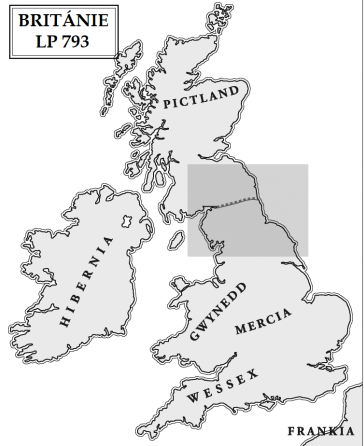 BRITÁNIE
LP 793
PICTLAND
HIBERNIA
GWYNEDD
MERCIA
WESSEX
FRANKIA